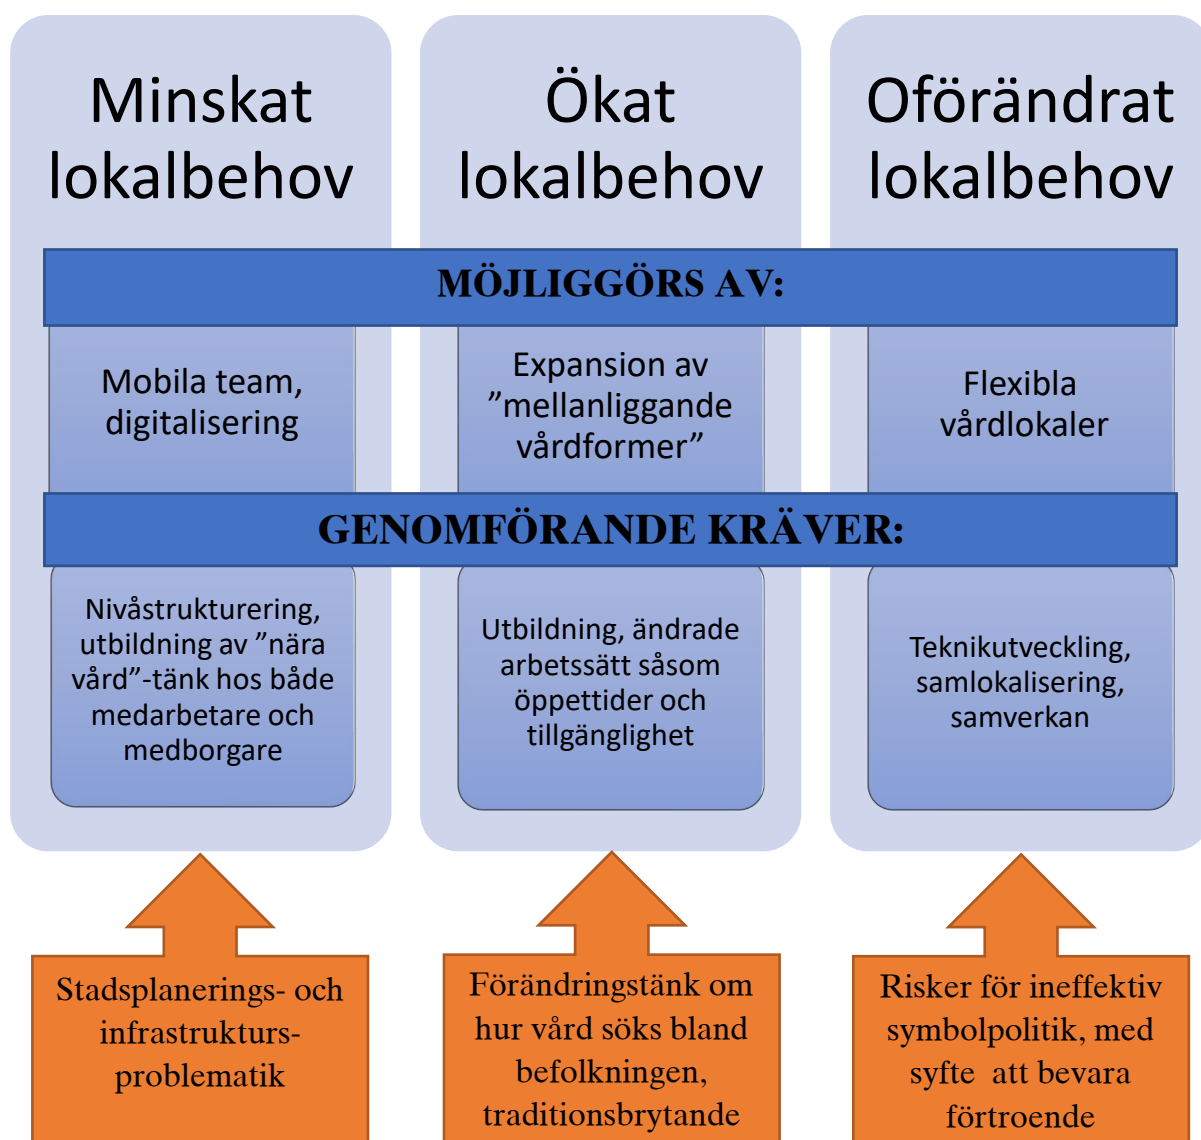 Minskat
lokalbehov
Ökat
lokalbehov
Oförändrat
lokalbehov
MÖJLIGGÖRS AV:
Mobila team,
digitalisering
Expansion av
”mellanliggande
vårdformer”
Flexibla
vårdlokaler
GENOMFÖRANDE KRÄVER:
Nivåstrukturering,
utbildning av ”nära
vård”-tänk hos både
medarbetare och
medborgare
Utbildning, ändrade
arbetssätt såsom
öppettider och
tillgänglighet
Teknikutveckling,
samlokalisering,
samverkan
Stadsplanerings- och
infrastrukturs-
problematik
Förändringstänk om
hur vård söks bland
befolkningen,
traditionsbrytande
Risker för ineffektiv
symbolpolitik, med
syfte att bevara
förtroende